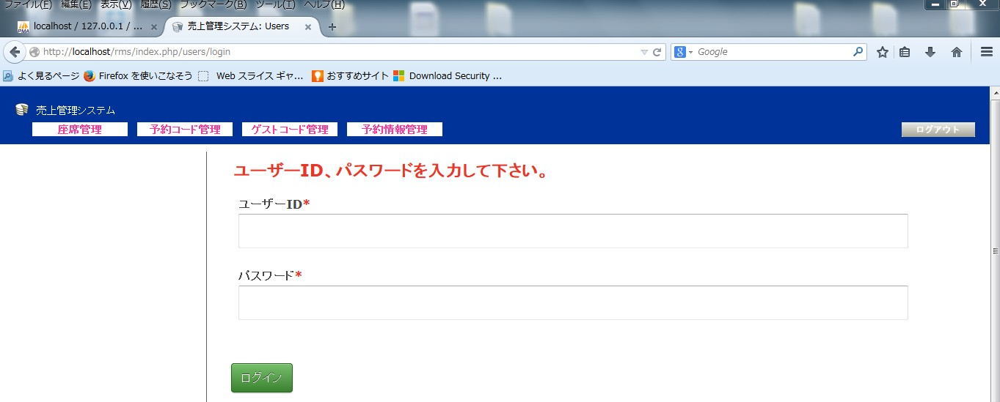 ファイル(F) 編集(E) 表示(V) 履歴(S) ブックマーク(B) ツール(T) ヘルプ(H)
PMA localhost / 127.0.0.1 / ... × 売上管理システム: Users × +
http://localhost/rms/index.php/users/login Google
よく見るページ Firefox を使いこなそう Web スライス ギャ... おすすめサイト Download Security ...
売上管理システム
座席管理 予約コード管理 ゲストコード管理 予約情報管理 ログアウト
ユーザーID、パスワードを入力して下さい。
ユーザーID*
パスワード*
ログイン